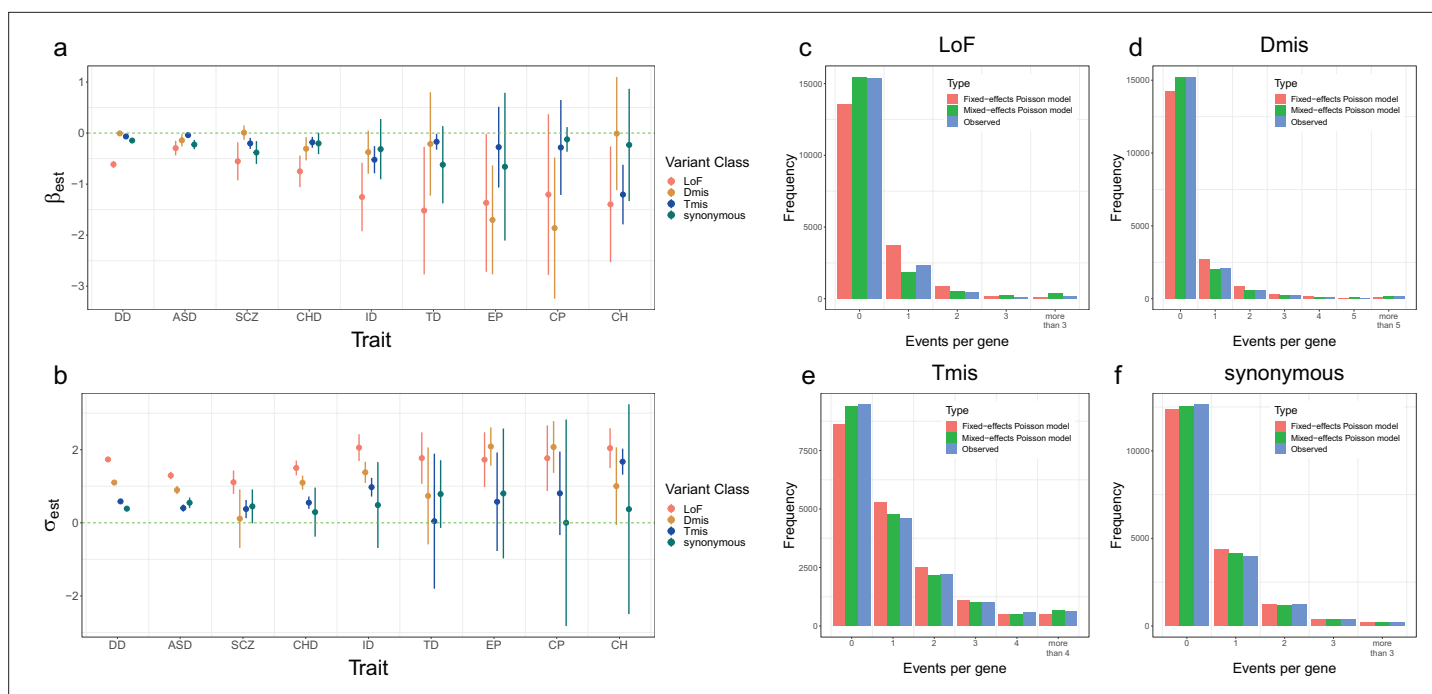 a
1
0
−1
−2
−3
βest
DD ASD SCZ CHD ID TD EP CP CH
Trait
Variant Class
LoF
Dmis
Tmis
synonymous
b
2
0
−2
σest
DD ASD SCZ CHD ID TD EP CP CH
Trait
Variant Class
LoF
Dmis
Tmis
synonymous
c
LoF
15000
10000
5000
0
Frequency
Type
Fixed-effects Poisson model
Mixed-effects Poisson model
Observed
0 1 2 3 more
than 3
Events per gene
d
Dmis
15000
10000
5000
0
Frequency
Type
Fixed-effects Poisson model
Mixed-effects Poisson model
Observed
0 1 2 3 4 5 more
than 5
Events per gene
e
Tmis
7500
5000
2500
0
Frequency
Type
Fixed-effects Poisson model
Mixed-effects Poisson model
Observed
0 1 2 3 4 more
than 4
Events per gene
f
synonymous
10000
5000
0
Frequency
Type
Fixed-effects Poisson model
Mixed-effects Poisson model
Observed
0 1 2 3 more
than 3
Events per gene